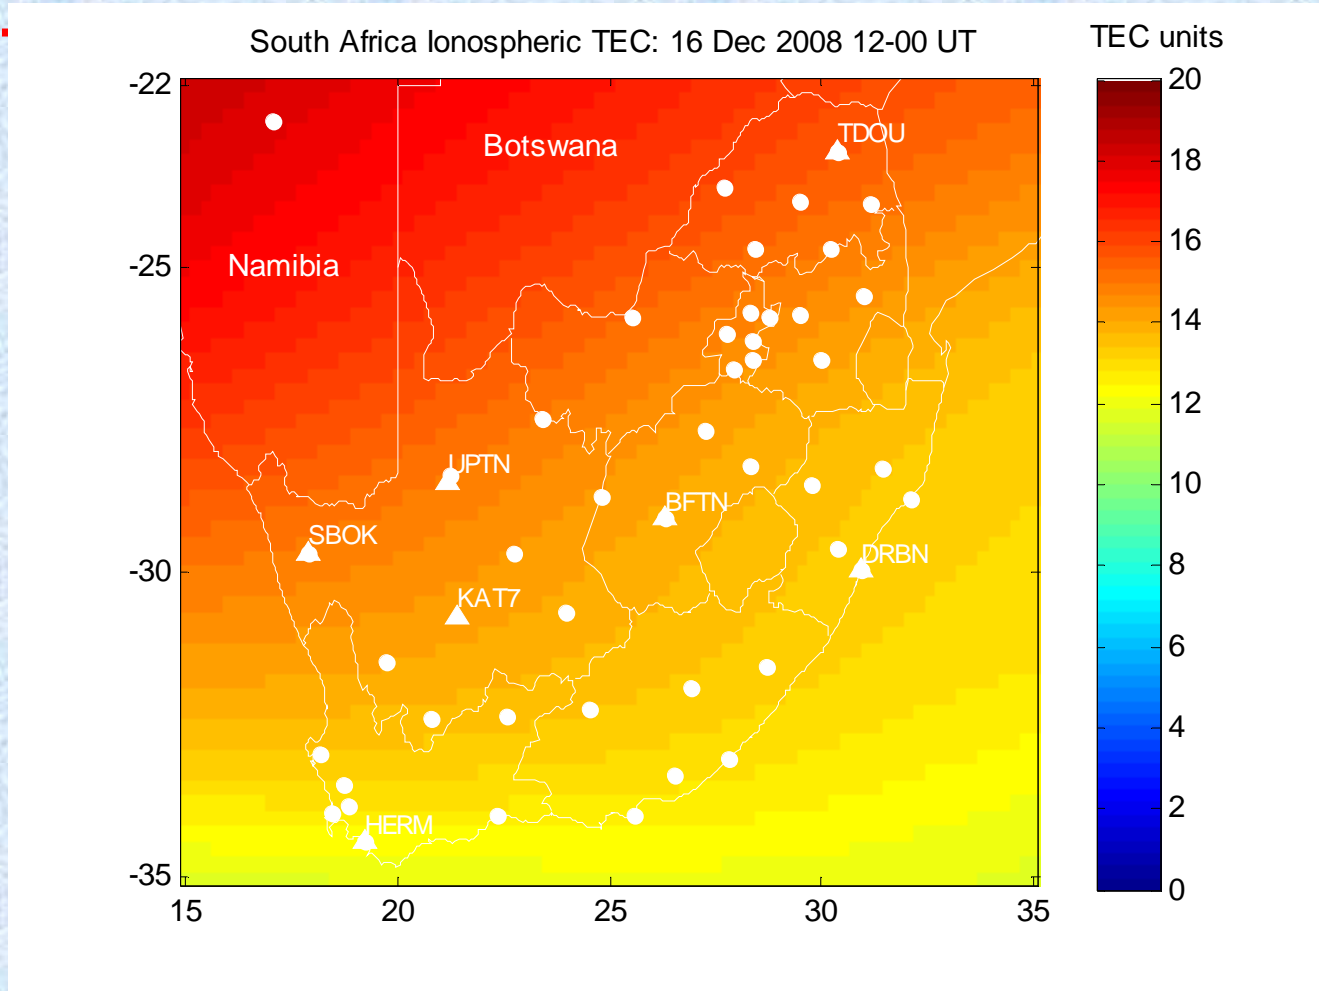 South Africa Ionospheric TEC: 16 Dec 2008 12-00 UT
TEC units
-22
-25
-30
-35
15
20
25
30
35
Namibia
Botswana
TDOU
UPTN
SBOK
BFTN
DRBN
KAT7
HERM
20
18
16
14
12
10
8
6
4
2
0